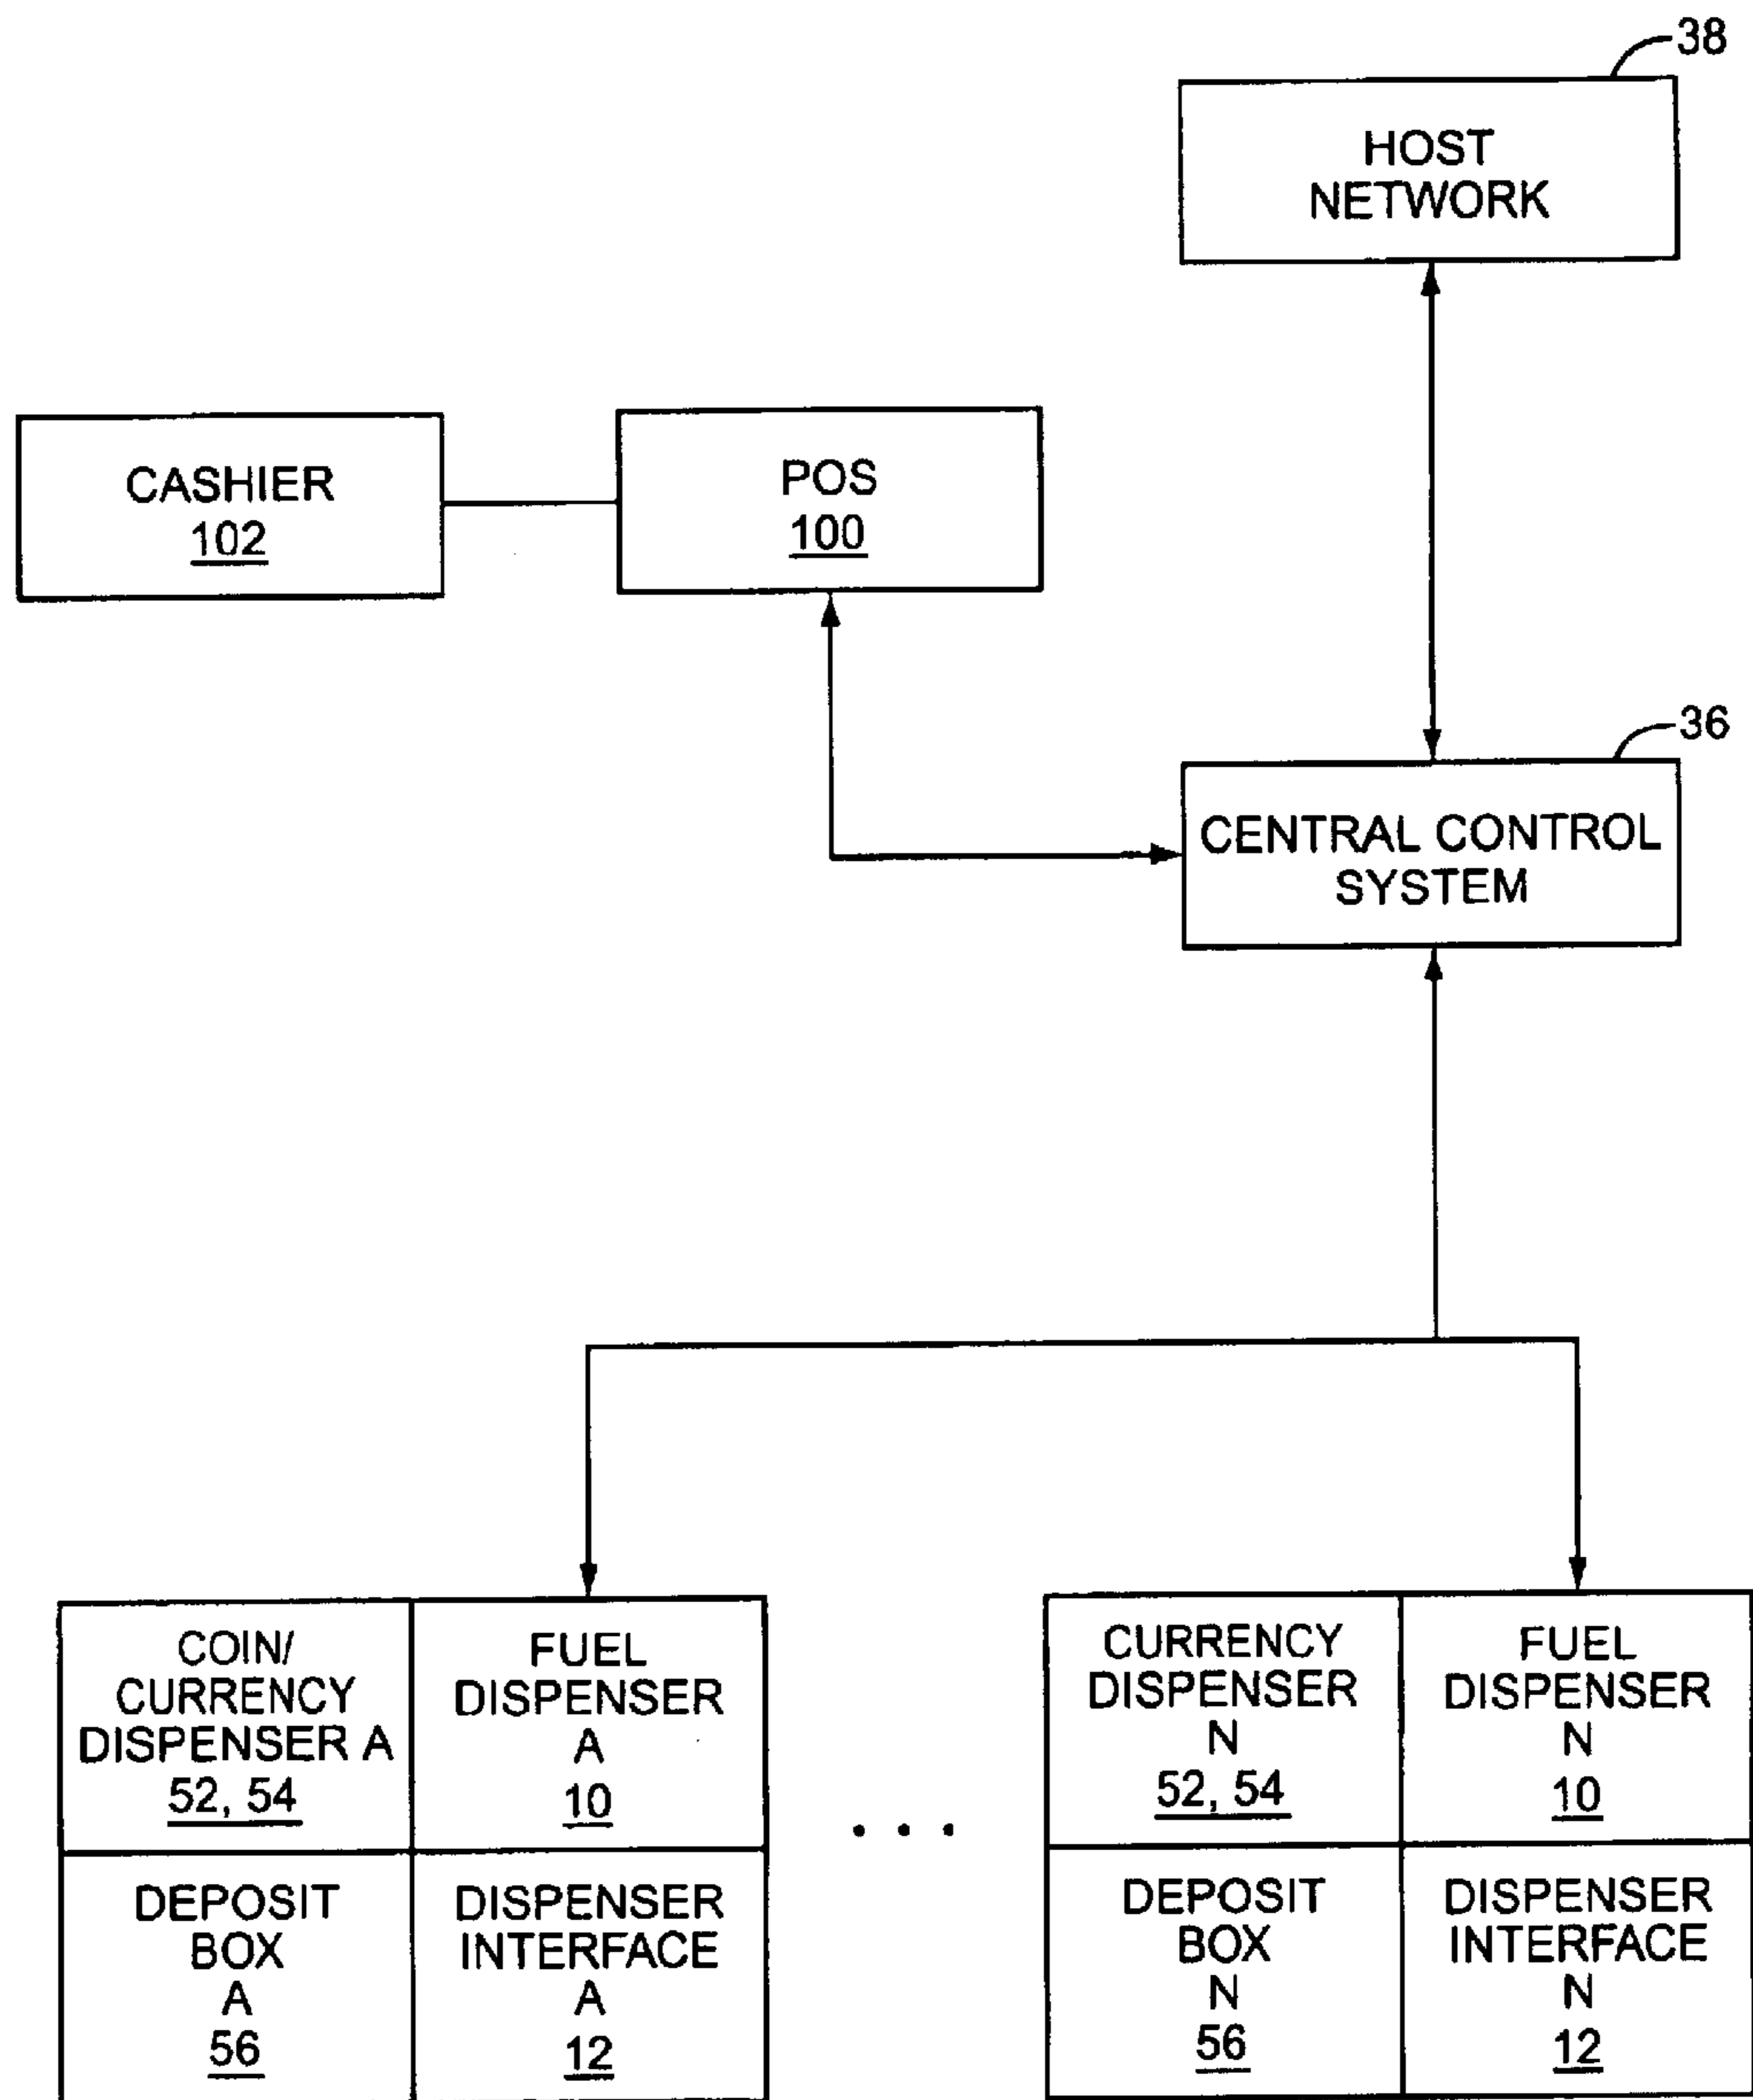 38
HOST
NETWORK
CASHIER
102
POS
100
36
CENTRAL CONTROL
SYSTEM
COIN/
CURRENCY
DISPENSER A
52, 54
FUEL
DISPENSER
A
10
DEPOSIT
BOX
A
56
DISPENSER
INTERFACE
A
12
. . .
CURRENCY
DISPENSER
N
52, 54
FUEL
DISPENSER
N
10
DEPOSIT
BOX
N
56
DISPENSER
INTERFACE
N
12